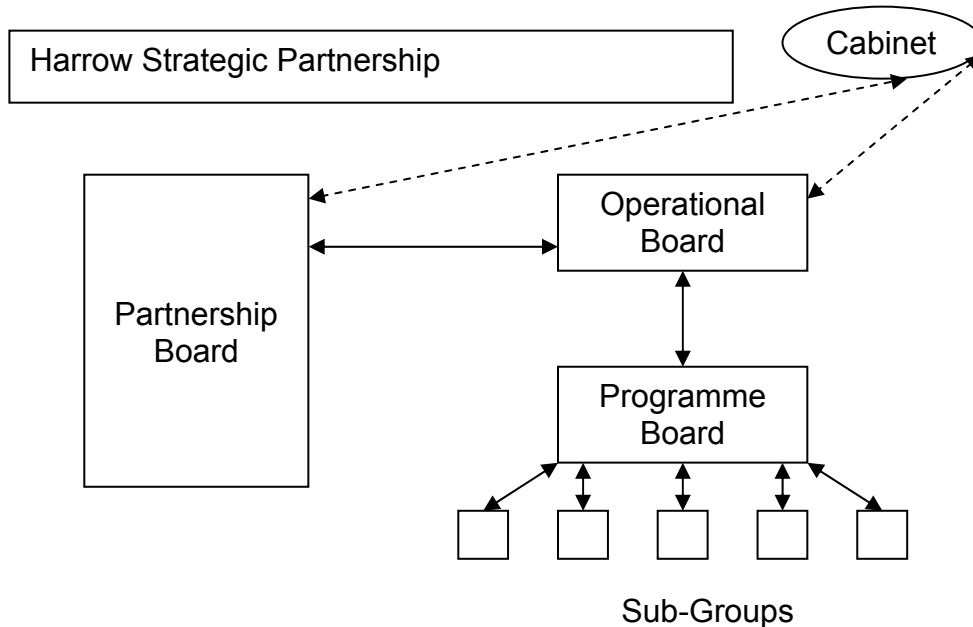 Harrow Strategic Partnership
Cabinet
Operational
Board
Partnership
Board
Programme
Board
Sub-Groups